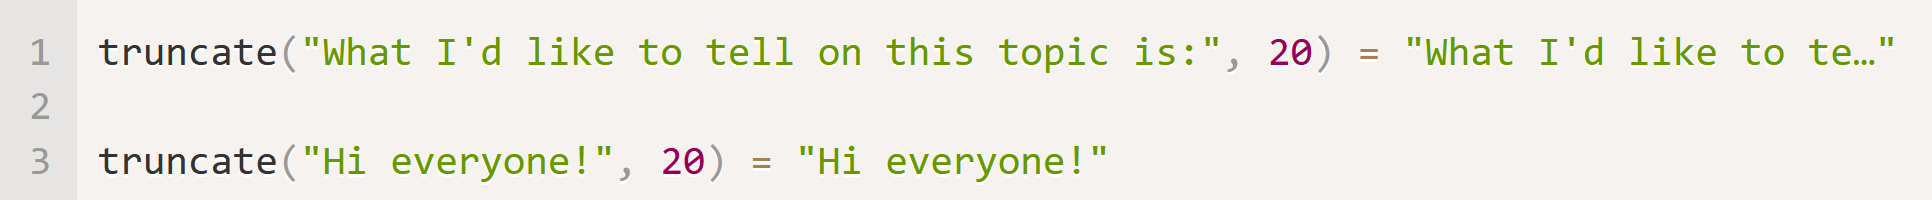 1 truncate("What I'd like to tell on this topic is:", 20) = "What I'd like to te…"
2
3 truncate("Hi everyone!", 20) = "Hi everyone!"